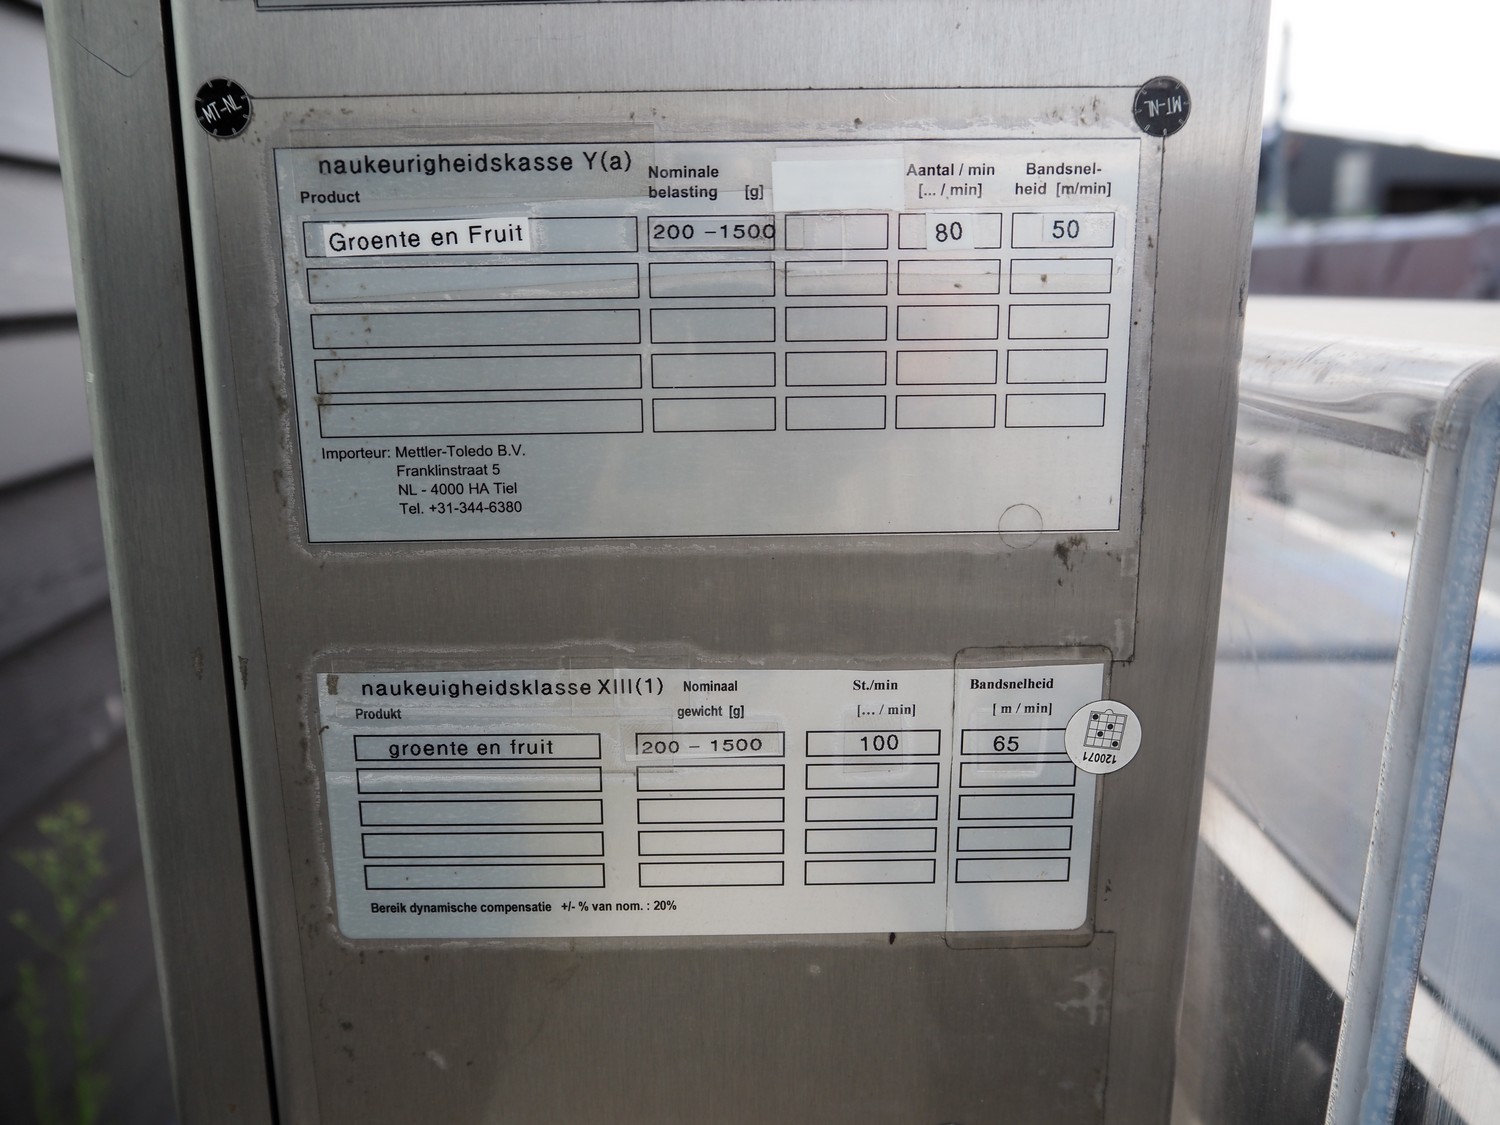 MT-NL
MT-NL
naukeurigheidskasse Y(a)
Product
Nominale
belasting [g]
Aantal / min
[... / min]
Bandsnel-
heid [m/min]
Groente en Fruit 200 – 1500 80 50
Importeur: Mettler-Toledo B.V.
Franklinstraat 5
NL - 4000 HA Tiel
Tel. +31-344-6380
naukeuigheidsklasse XIII(1)
Produkt
Nominaal
gewicht [g]
St./min
[... / min]
Bandsnelheid
[ m / min]
groente en fruit 200 – 1500 100 65
120071
Bereik dynamische compensatie +/- % van nom. : 20%